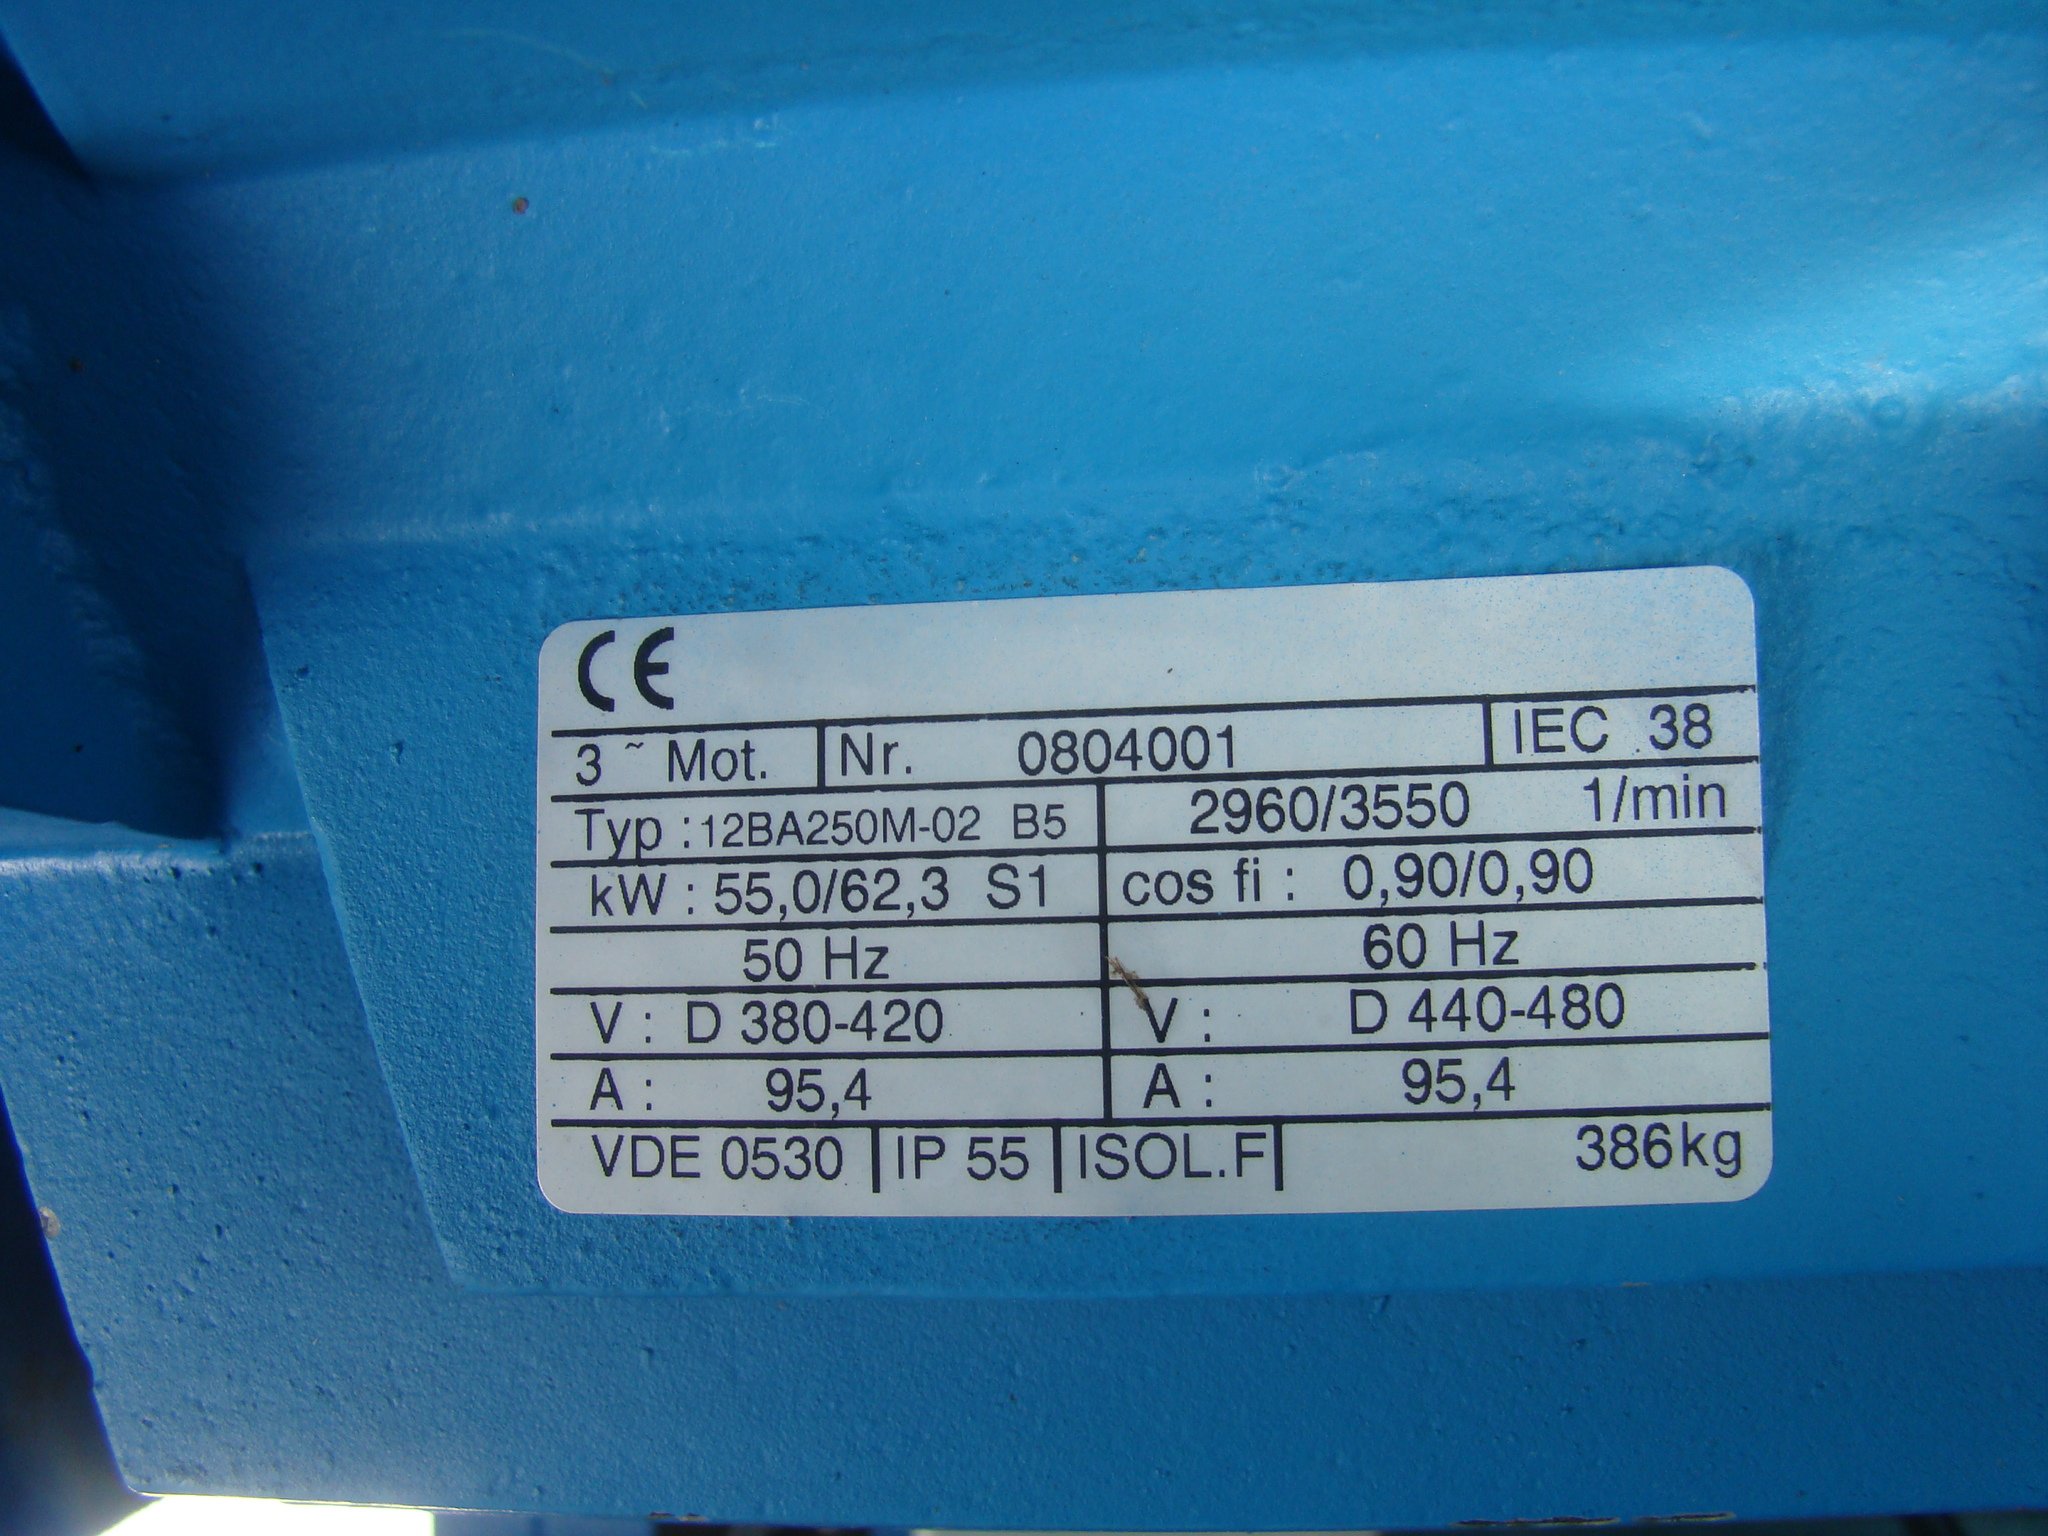 CE
3 ~ Mot. Nr. 0804001 IEC 38
Typ : 12BA250M-02 B5 2960/3550 1/min
kW : 55,0/62,3 S1 cos fi : 0,90/0,90
50 Hz 60 Hz
V : D 380-420 V : D 440-480
A : 95,4 A : 95,4
VDE 0530 IP 55 ISOL.F 386kg